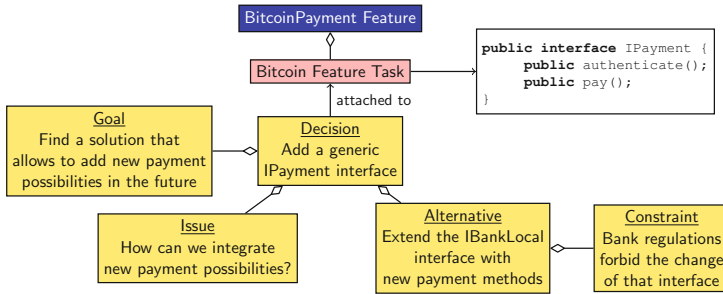 BitcoinPayment Feature
Bitcoin Feature Task
public interface IPayment {
public authenticate();
public pay();
}
attached to
Goal
Find a solution that
allows to add new payment
possibilities in the future
Decision
Add a generic
IPayment interface
Issue
How can we integrate
new payment possibilities?
Alternative
Extend the IBankLocal
interface with
new payment methods
Constraint
Bank regulations
forbid the change
of that interface